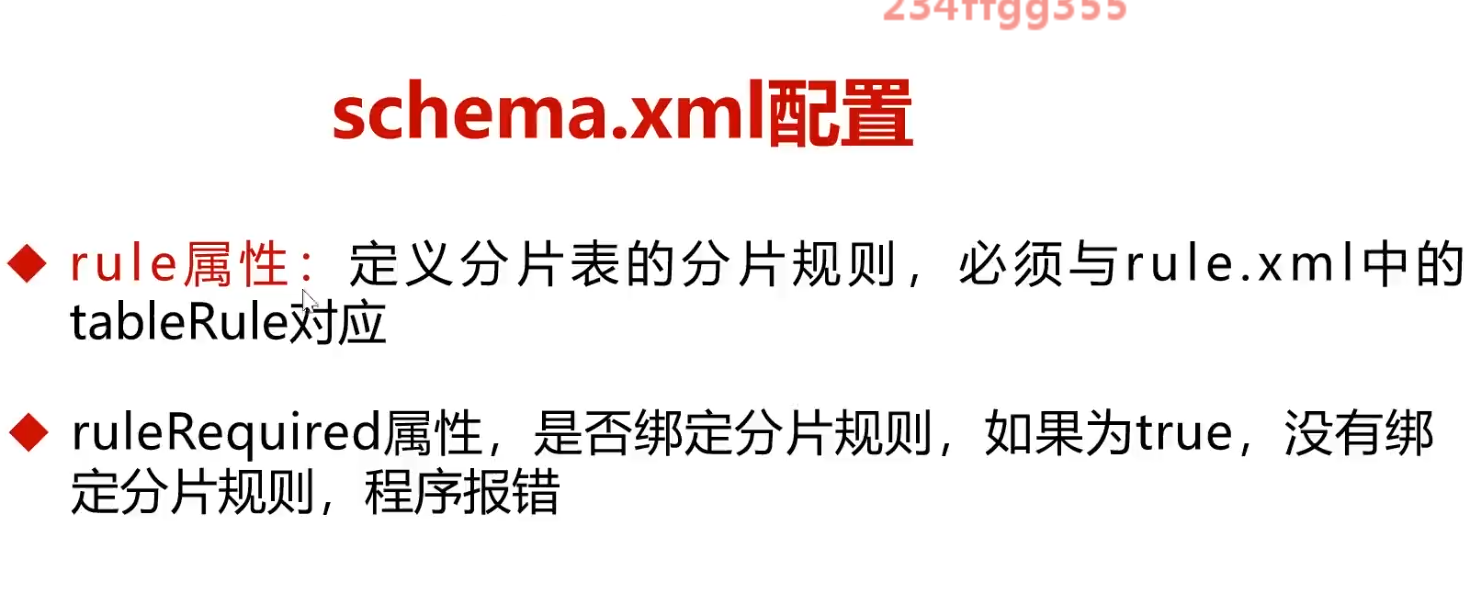 234ffgg355
schema.xml配置
rule属性：定义分片表的分片规则，必须与rule.xml中的
tableRule对应
ruleRequired属性，是否绑定分片规则，如果为true，没有绑
定分片规则，程序报错